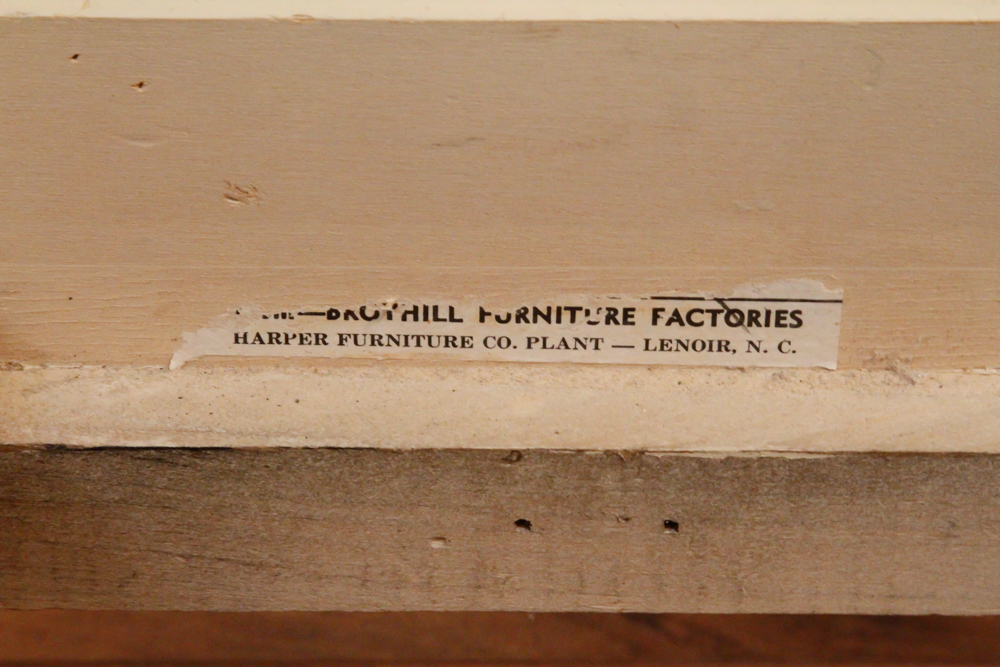 —BROYHILL FURNITURE FACTORIES
HARPER FURNITURE CO. PLANT — LENOIR, N. C.